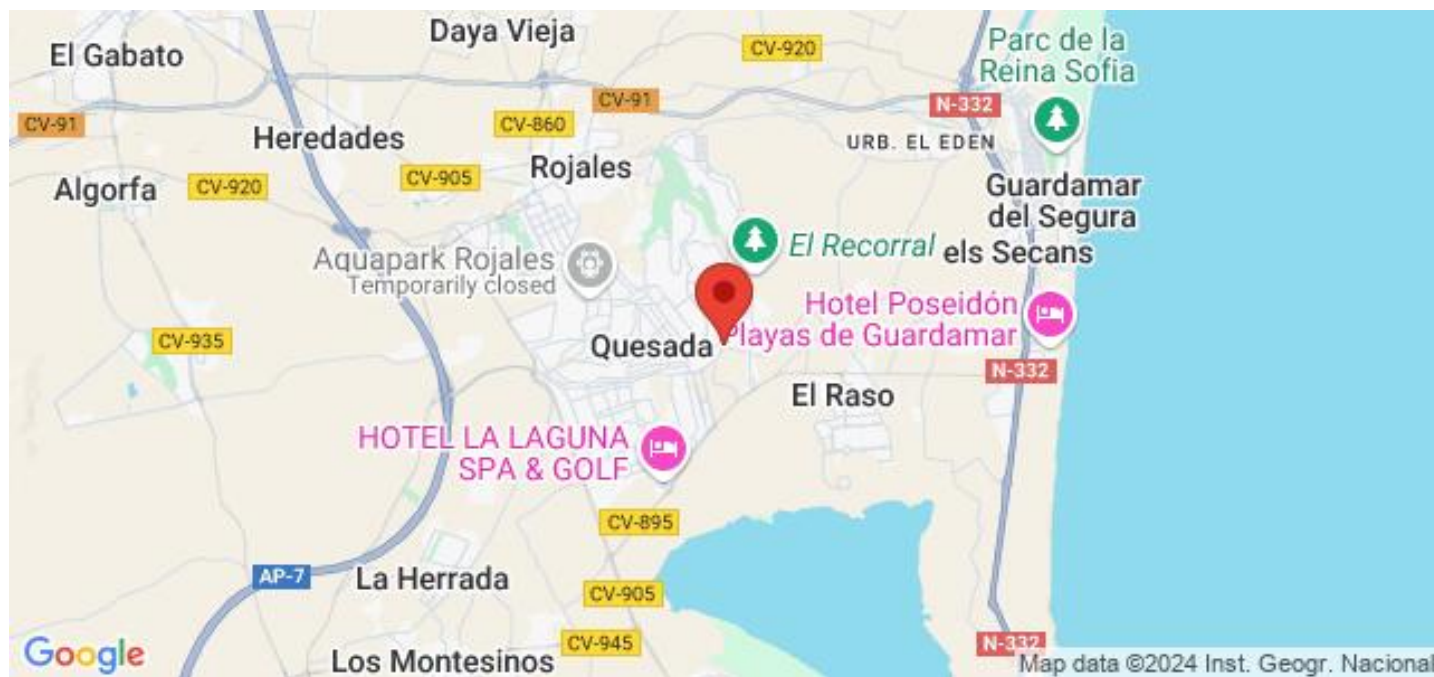 Daya Vieja
El Gabato
CV-920
Parc de la
Reina Sofia
CV-91
N-332
CV-91
CV-860
Heredades
URB. EL EDEN
Rojales
CV-905
Algorfa
CV-920
Guardamar
del Segura
El Recorral
els Secans
Aquapark Rojales
Temporarily closed
Hotel Poseidón
Playas de Guardamar
CV-935
Quesada
N-332
El Raso
HOTEL LA LAGUNA
SPA & GOLF
CV-895
AP-7
La Herrada
CV-905
CV-945
N-332
Los Montesinos
Google
Map data ©2024 Inst. Geogr. Nacional